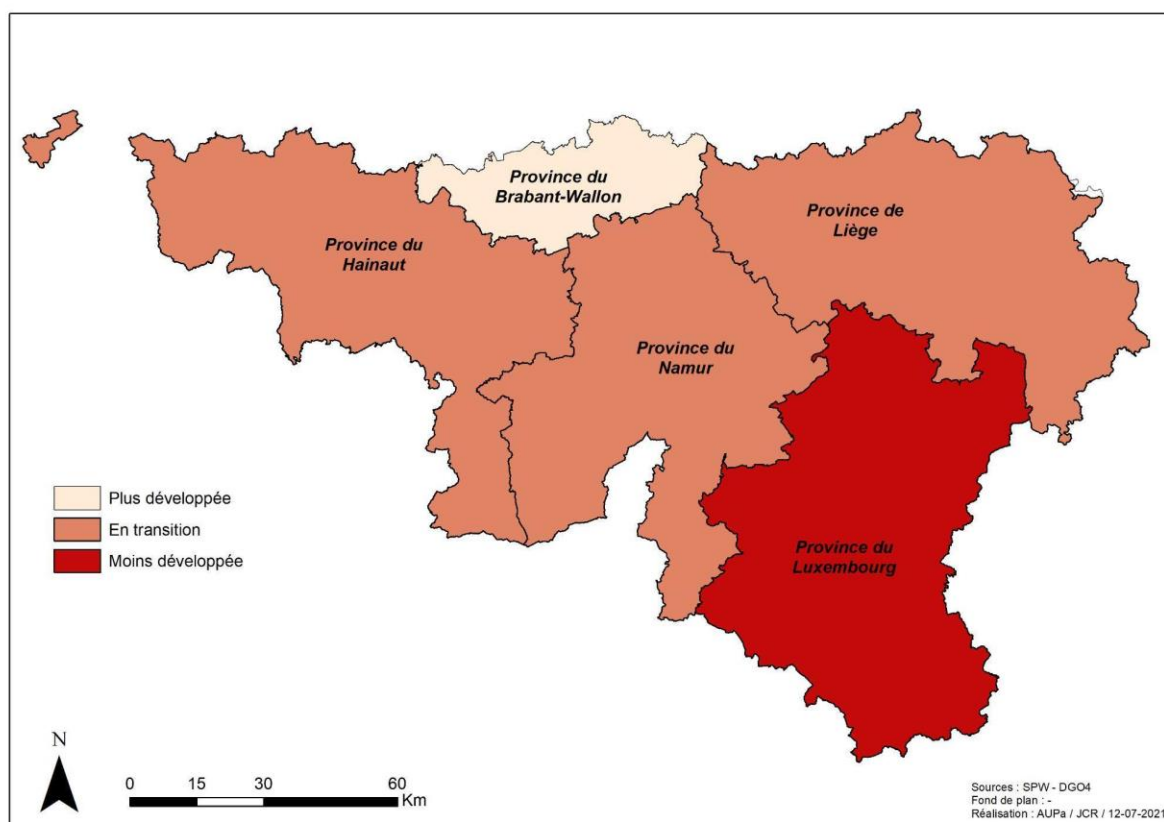 Province du
Brabant-Wallon
Province de
Liège
Province du
Hainaut
Province du
Namur
Plus développée
En transition
Moins développée
Province du
Luxembourg
N
0 15 30 60
Km
Sources : SPW - DGO4
Fond de plan : -
Réalisation : AUPa / JCR / 12-07-2021